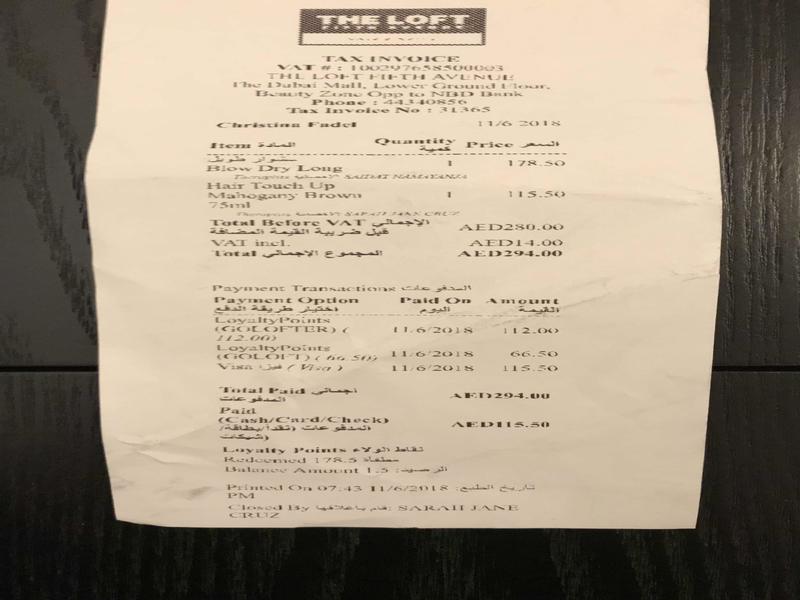 THE LOFT
FIFTH AVENUE
TAX INVOICE
VAT # : 100297658500003
THE LOFT FIFTH AVENUE
The Dubai Mall, Lower Ground Floor,
Beauty Zone Opp to NBD Bank
Phone : 44340856
Tax Invoice No : 31365
Christina Fadel 11/6/2018
Item المادة Quantity كمية Price السعر
سشوار طويل
Blow Dry Long 1 178.50
Therapists الاخصائية SAIDAT NAMAYANJA
Hair Touch Up
Mahogany Brown 1 115.50
75ml
Therapists الاخصائية SARAH JANE CRUZ
Total Before VAT الإجمالي AED280.00
قبل ضريبة القيمة المضافة
VAT incl. AED14.00
Total المجموع الإجمالي AED294.00
Payment Transactions المدفوعات
Payment Option Paid On Amount
اختيار طريقة الدفع اليوم القيمة
LoyaltyPoints
(GOLOFTER) ( 11/6/2018 112.00
112.00)
LoyaltyPoints
(GOLOFT) ( 66.50) 11/6/2018 66.50
Visa فيزا ( Visa ) 11/6/2018 115.50
Total Paid اجمالي AED294.00
المدفوعات
Paid
(Cash/Card/Check) AED115.50
المدفوعات (نقدا/بطاقة/
شيكات)
Loyalty Points نقاط الولاء
Redeemed 178.5
Balance Amount 1.5 الرصيد:
Printed On 07:43 11/6/2018 تاريخ الطبع:
PM
Closed By قام باغلاقها: SARAH JANE
CRUZ